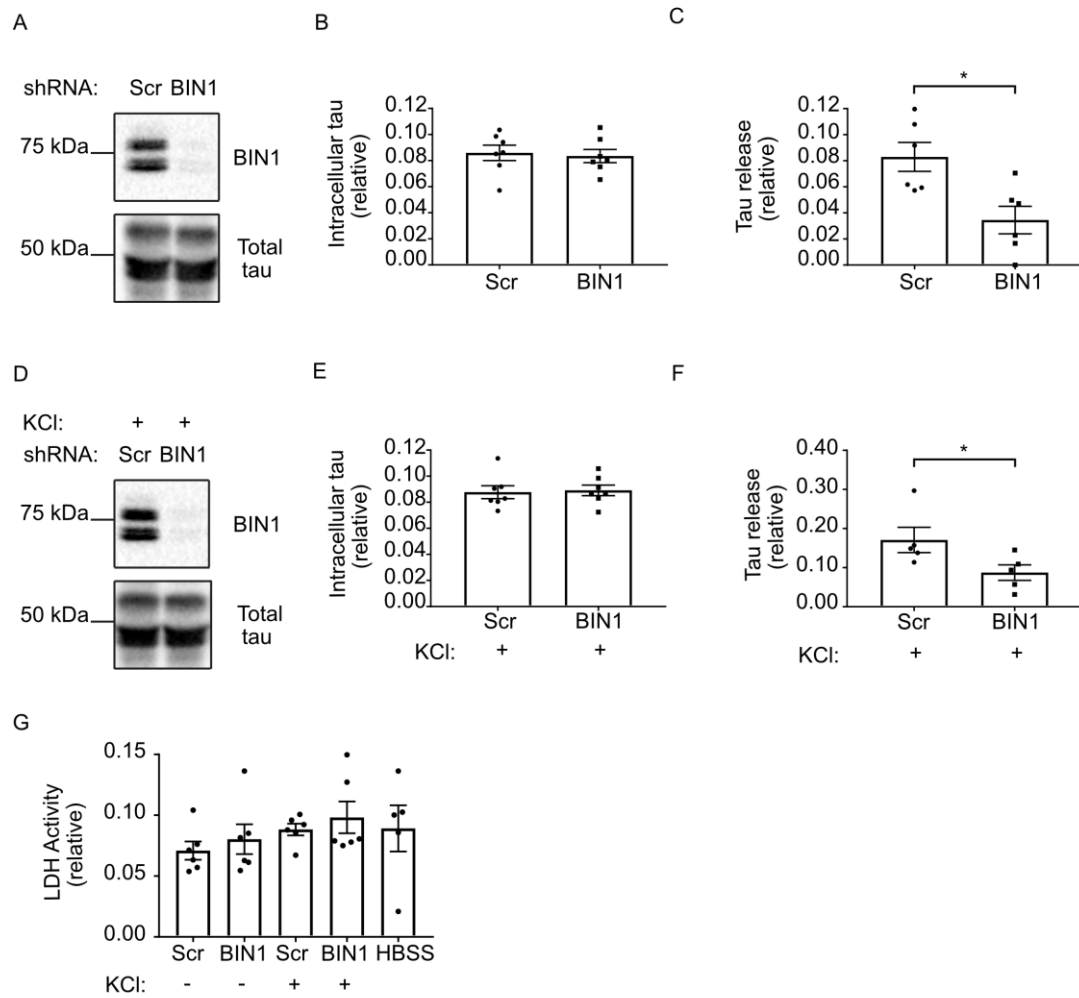 A
shRNA: Scr BIN1
75 kDa
BIN1
50 kDa
Total
tau
B
Intracellular tau
(relative)
0.12
0.10
0.08
0.06
0.04
0.02
0.00
Scr BIN1
C
*
Tau release
(relative)
0.12
0.10
0.08
0.06
0.04
0.02
0.00
Scr BIN1
D
KCl: + +
shRNA: Scr BIN1
75 kDa
BIN1
50 kDa
Total
tau
E
Intracellular tau
(relative)
0.12
0.10
0.08
0.06
0.04
0.02
0.00
Scr BIN1
KCl: + +
F
*
Tau release
(relative)
0.40
0.30
0.20
0.10
0.00
Scr BIN1
KCl: + +
G
LDH Activity
(relative)
0.15
0.10
0.05
0.00
Scr BIN1 Scr BIN1 HBSS
KCl: - - + +